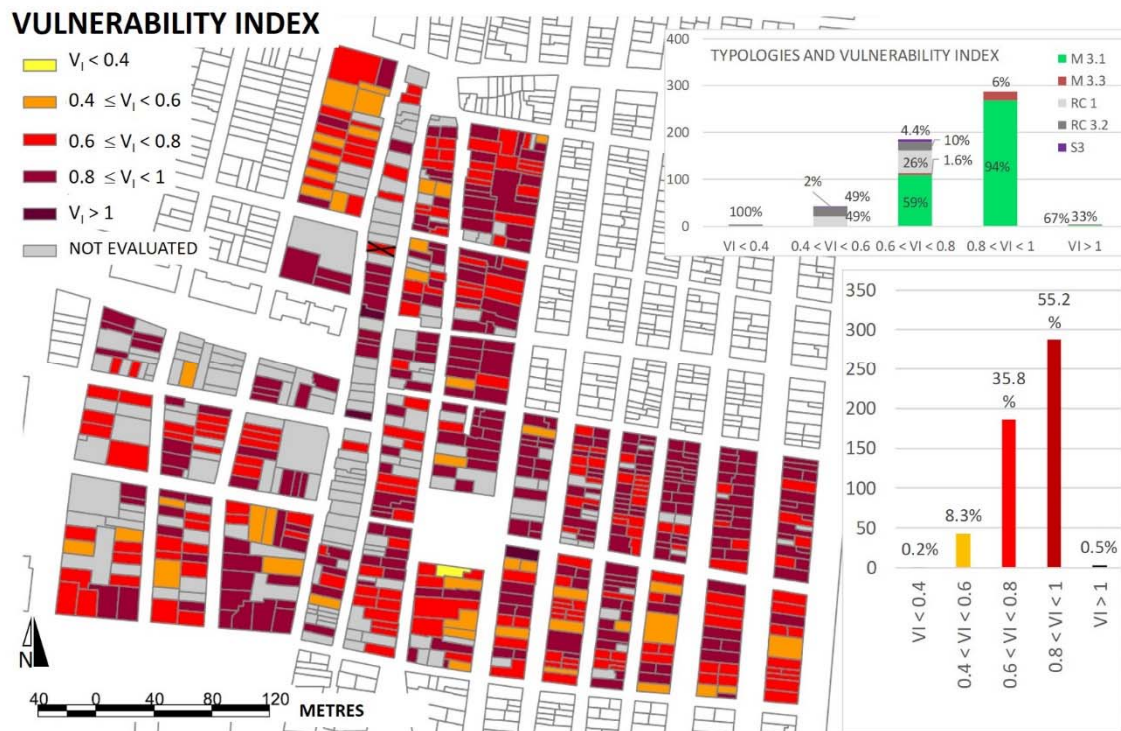 VULNERABILITY INDEX
V_I < 0.4
0.4 ≤ V_I < 0.6
0.6 ≤ V_I < 0.8
0.8 ≤ V_I < 1
V_I > 1
NOT EVALUATED
N
40 0 40 80 120
METRES
TYPOLOGIES AND VULNERABILITY INDEX
400
300
200
100
0
100%
2%
49%
49%
4.4%
10%
26%
1.6%
59%
6%
94%
67%
33%
VI < 0.4
0.4 < VI < 0.6
0.6 < VI < 0.8
0.8 < VI < 1
VI > 1
M 3.1
M 3.3
RC 1
RC 3.2
S3
350
300
250
200
150
100
50
0
0.2%
8.3%
35.8
%
55.2
%
0.5%
VI < 0.4
0.4 < VI < 0.6
0.6 < VI < 0.8
0.8 < VI < 1
VI > 1